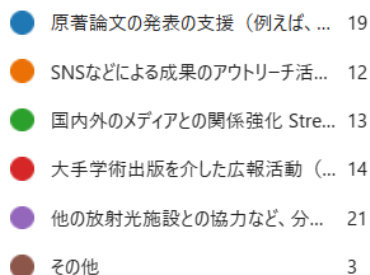 原著論文の発表の支援（例えば、... 19
SNSなどによる成果のアウトリーチ活... 12
国内外のメディアとの関係強化 Stre... 13
大手学術出版を介した広報活動（... 14
他の放射光施設との協力など、分... 21
その他 3